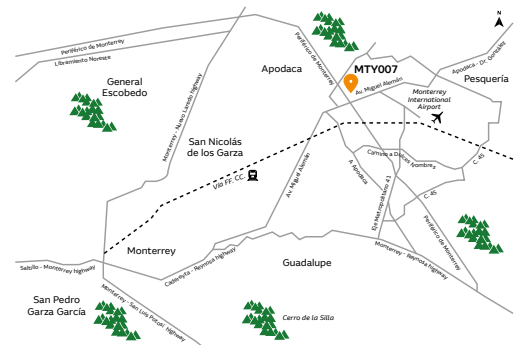 N
Periférico de Monterrey
Libramiento Noreste
Periférico de Monterrey
Apodaca
MTY007
Av. Miguel Alemán
Apodaca - Dr. González
Pesquería
General
Escobedo
Monterrey
International
Airport
Monterrey - Nuevo Laredo highway
San Nicolás
de los Garza
Vía FF. CC.
Av. Miguel Alemán
A. Apodaca
Camino a Dulces Nombres
C. 45
C. 45
Eje Metropolitano 41
Periférico de Monterrey
Monterrey
Saltillo - Monterrey highway
Cadereyta - Reynosa highway
Guadalupe
Monterrey - Reynosa highway
San Pedro
Garza García
Monterrey - San Luis Potosí highway
Cerro de la Silla